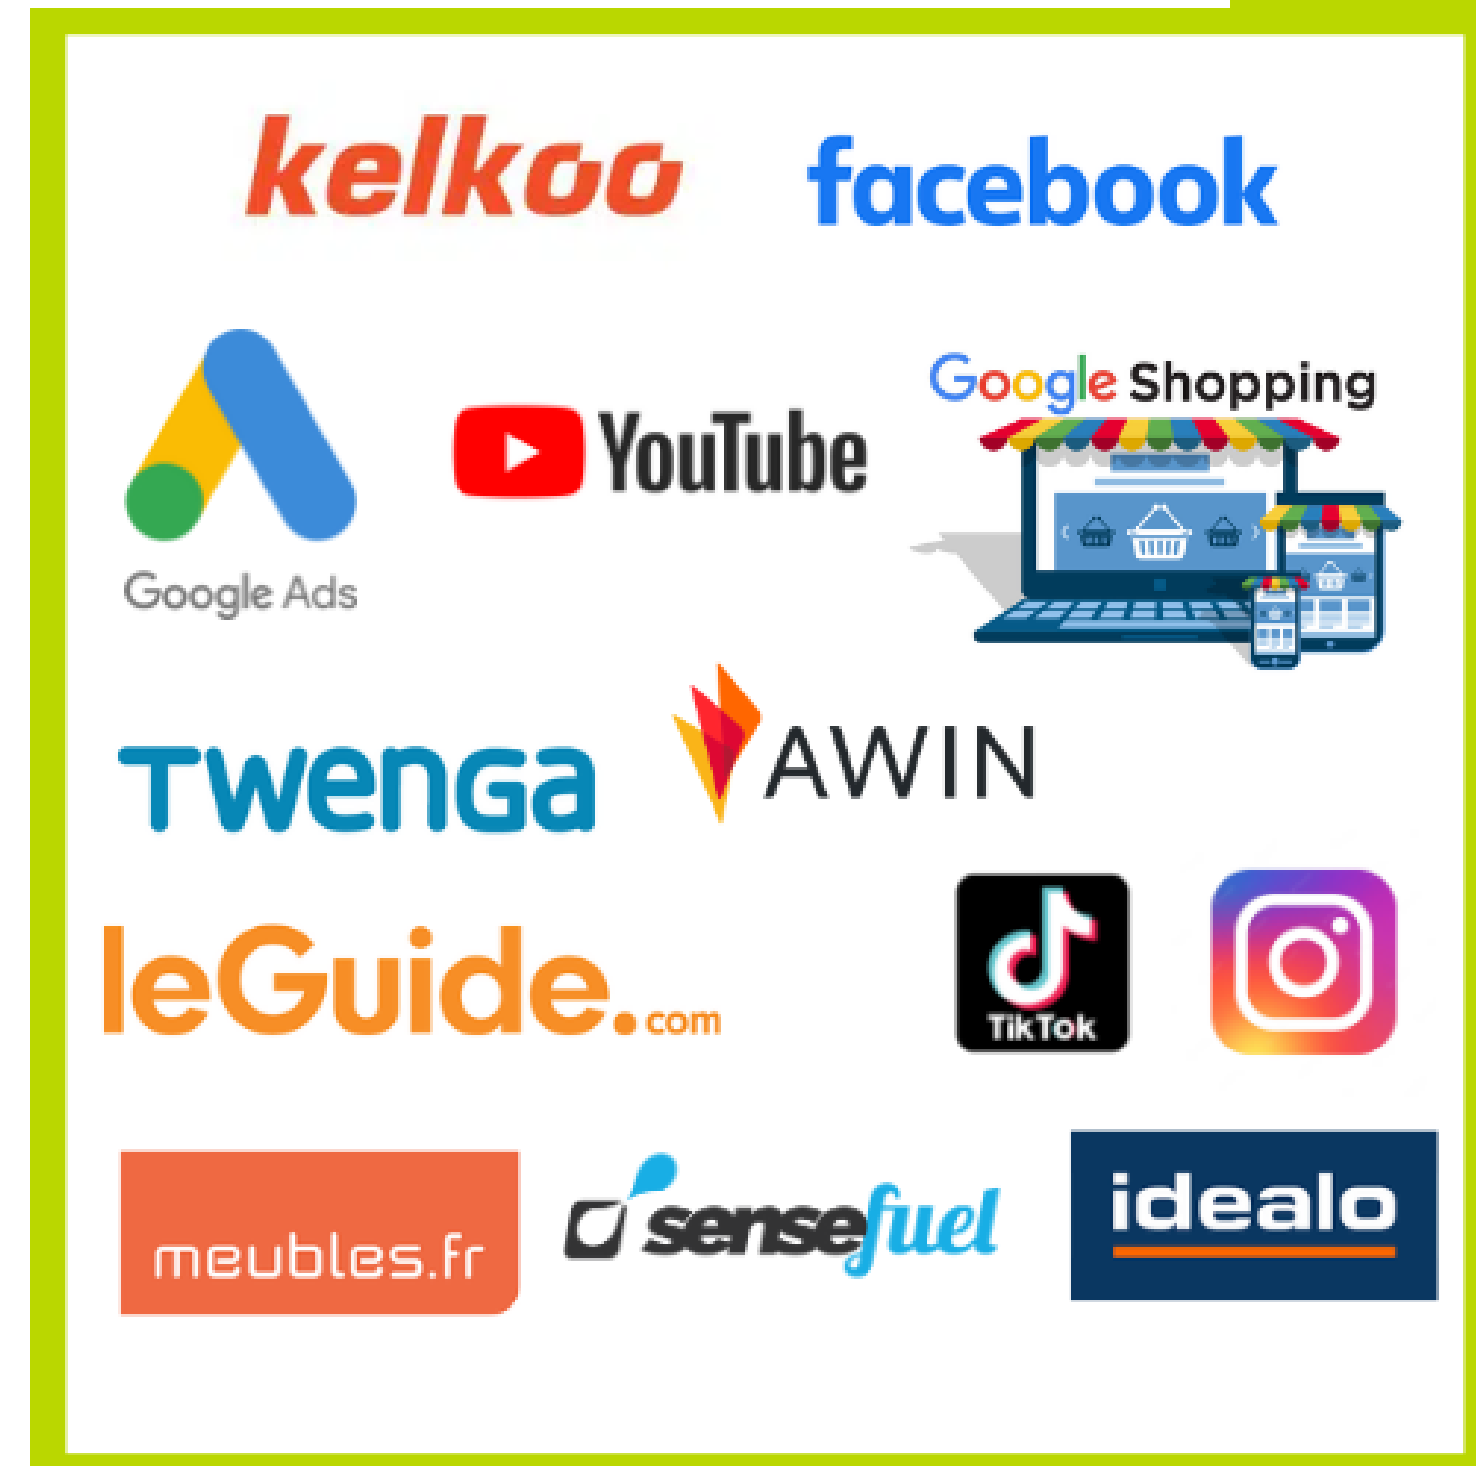 kelkoo
facebook
Google Shopping
YouTube
Google Ads
AWIN
TWENGA
leGuide.com
TikTok
meubles.fr
sensefuel
idealo